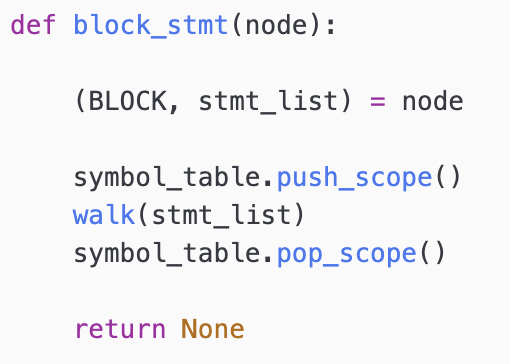 def block_stmt(node):
    (BLOCK, stmt_list) = node
    symbol_table.push_scope()
    walk(stmt_list)
    symbol_table.pop_scope()
    return None